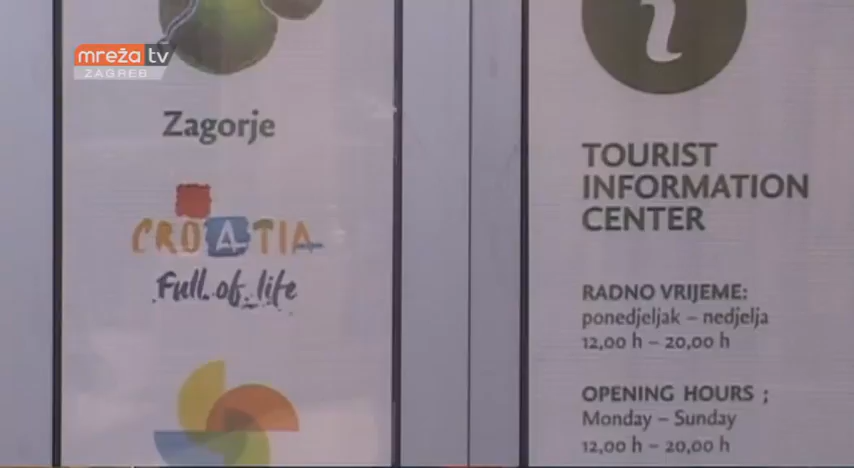 mreža tv
ZAGREB
Zagorje
CROATIA
Full of life
i
TOURIST
INFORMATION
CENTER
RADNO VRIJEME:
ponedjeljak – nedjelja
12,00 h – 20,00 h
OPENING HOURS ;
Monday – Sunday
12,00 h – 20,00 h